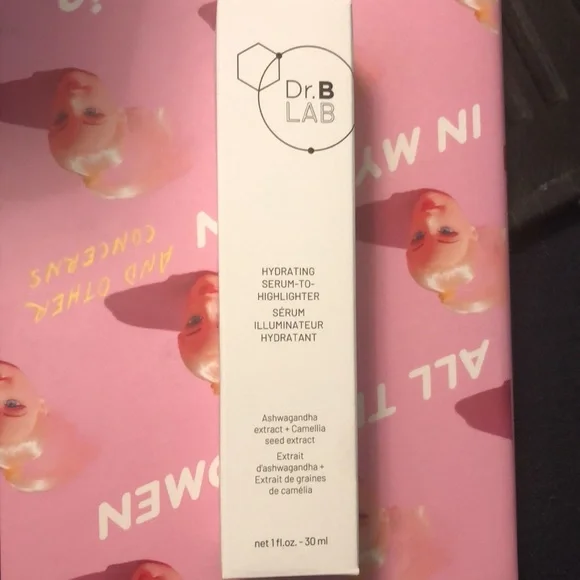 Dr.B
LAB
HYDRATING
SERUM-TO-
HIGHLIGHTER
SÉRUM
ILLUMINATEUR
HYDRATANT
Ashwagandha
extract + Camellia
seed extract
Extrait
d'ashwagandha +
Extrait de graines
de camélia
net 1 fl.oz. - 30 ml
IN MY
AND OTHER
CONCERNS
ALL